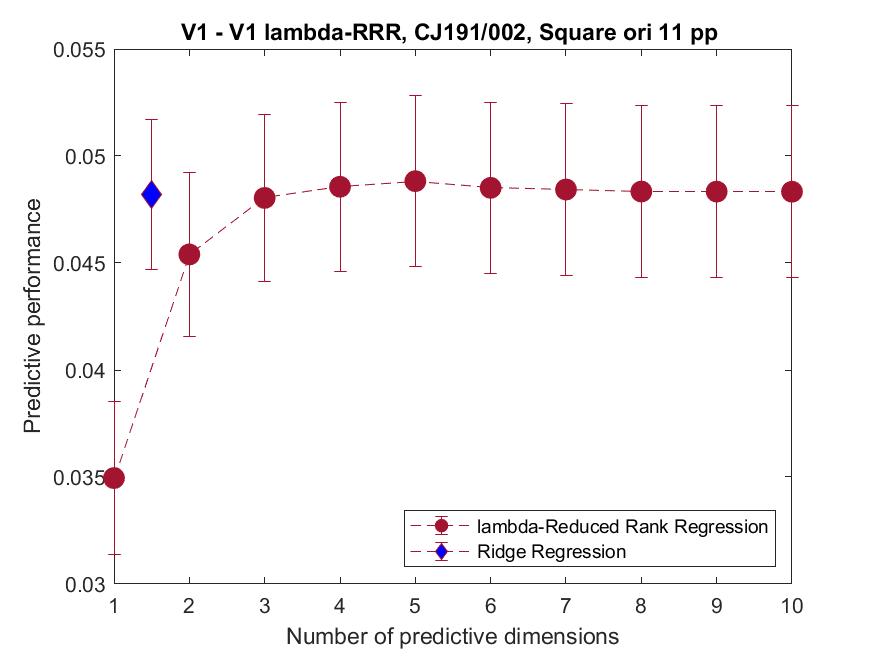 V1 - V1 lambda-RRR, CJ191/002, Square ori 11 pp
Predictive performance
0.055
0.05
0.045
0.04
0.035
0.03
lambda-Reduced Rank Regression
Ridge Regression
1 2 3 4 5 6 7 8 9 10
Number of predictive dimensions